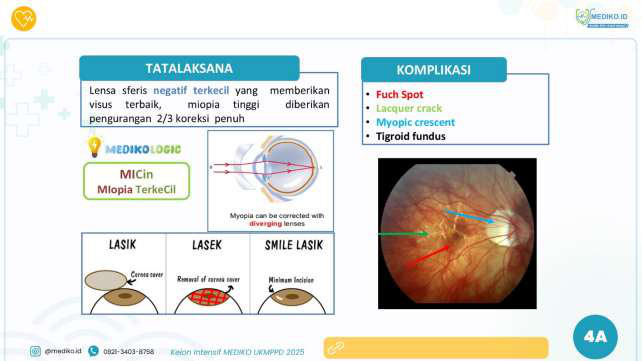 MEDIKO.ID
TATALAKSANA
Lensa sferis negatif terkecil yang memberikan
visus terbaik, miopia tinggi diberikan
pengurangan 2/3 koreksi penuh
MEDIKOLOGIC
MICin
MIopia TerkeCil
Myopia can be corrected with
diverging lenses
LASIK
Cornea cover
LASEK
Removal of cornea cover
SMILE LASIK
Minimum Incision
KOMPLIKASI
• Fuch Spot
• Lacquer crack
• Myopic crescent
• Tigroid fundus
4A
@mediko.id
0821-3403-8758
Kelan Intensif MEDIKO UKMPPD 2025